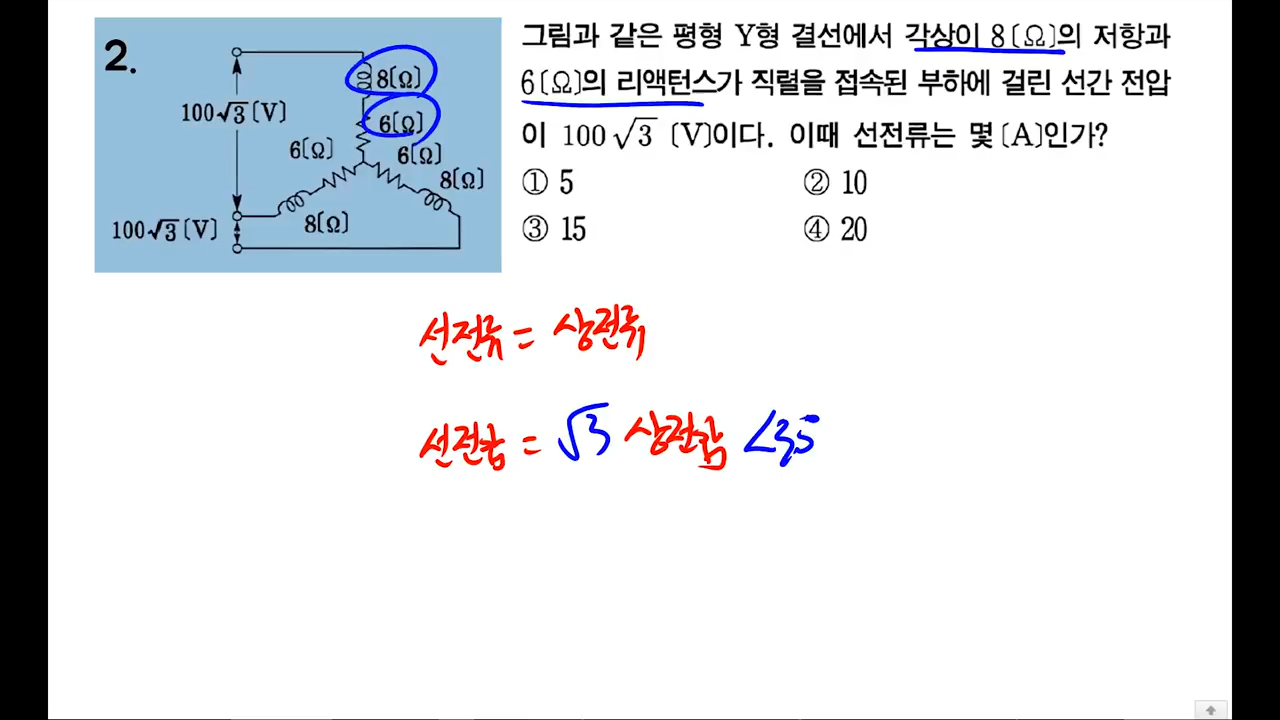 2.
그림과 같은 평형 Y형 결선에서 각상이 8[Ω]의 저항과
6[Ω]의 리액턴스가 직렬을 접속된 부하에 걸린 선간 전압
이 100√3 [V]이다. 이때 선전류는 몇 [A]인가?
① 5 ② 10
③ 15 ④ 20
8[Ω]
100√3 [V]
6[Ω]
6[Ω] 6[Ω]
8[Ω]
100√3 [V] 8[Ω]
선전류 = 상전류
선전압 = √3 상전압